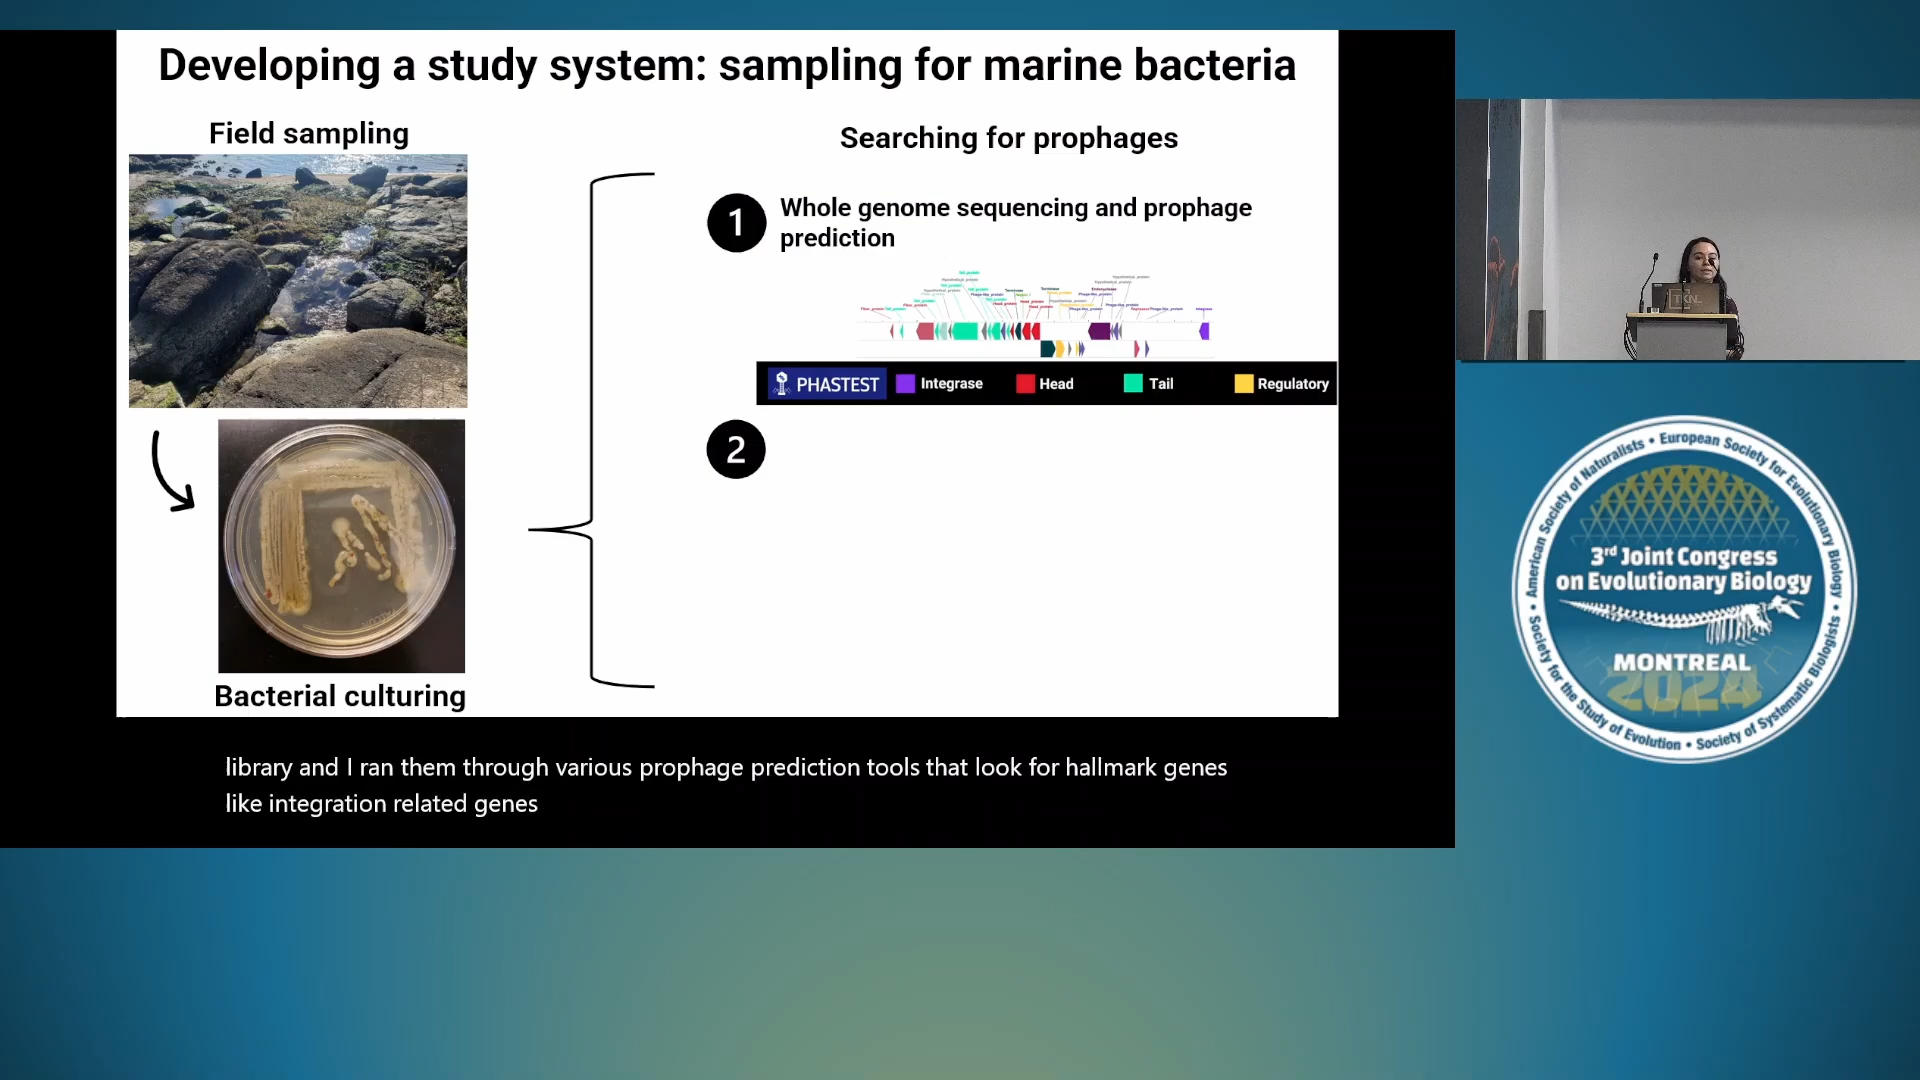 Developing a study system: sampling for marine bacteria
Field sampling
Bacterial culturing
Searching for prophages
1
Whole genome sequencing and prophage
prediction
PHASTEST
Integrase
Head
Tail
Regulatory
2
library and I ran them through various prophage prediction tools that look for hallmark genes
like integration related genes
American Society of Naturalists • European Society for Evolutionary Biology • Society of Systematic Biologists • Society for the Study of Evolution •
3rd Joint Congress
on Evolutionary Biology
MONTREAL
2024